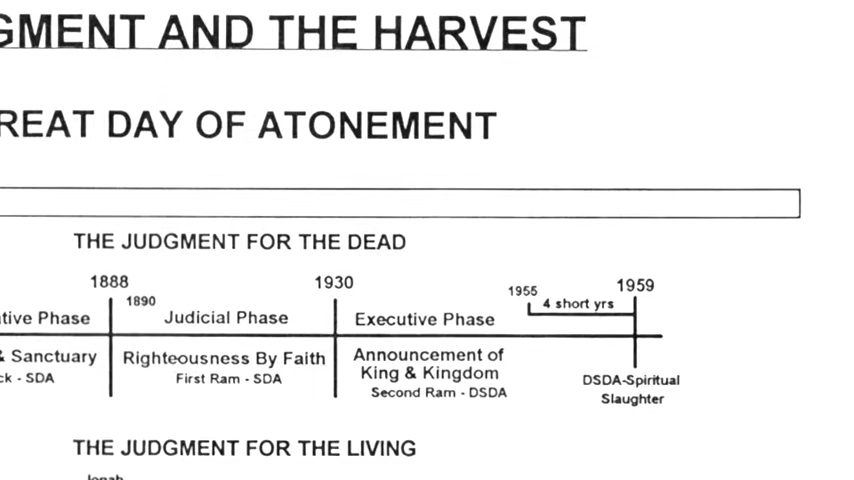 GMENT AND THE HARVEST
REAT DAY OF ATONEMENT
THE JUDGMENT FOR THE DEAD
1888 1930 1955 1959
1890 4 short yrs
tive Phase Judicial Phase Executive Phase
& Sanctuary Righteousness By Faith Announcement of
King & Kingdom
ck - SDA First Ram - SDA Second Ram - DSDA
DSDA-Spiritual
Slaughter
THE JUDGMENT FOR THE LIVING